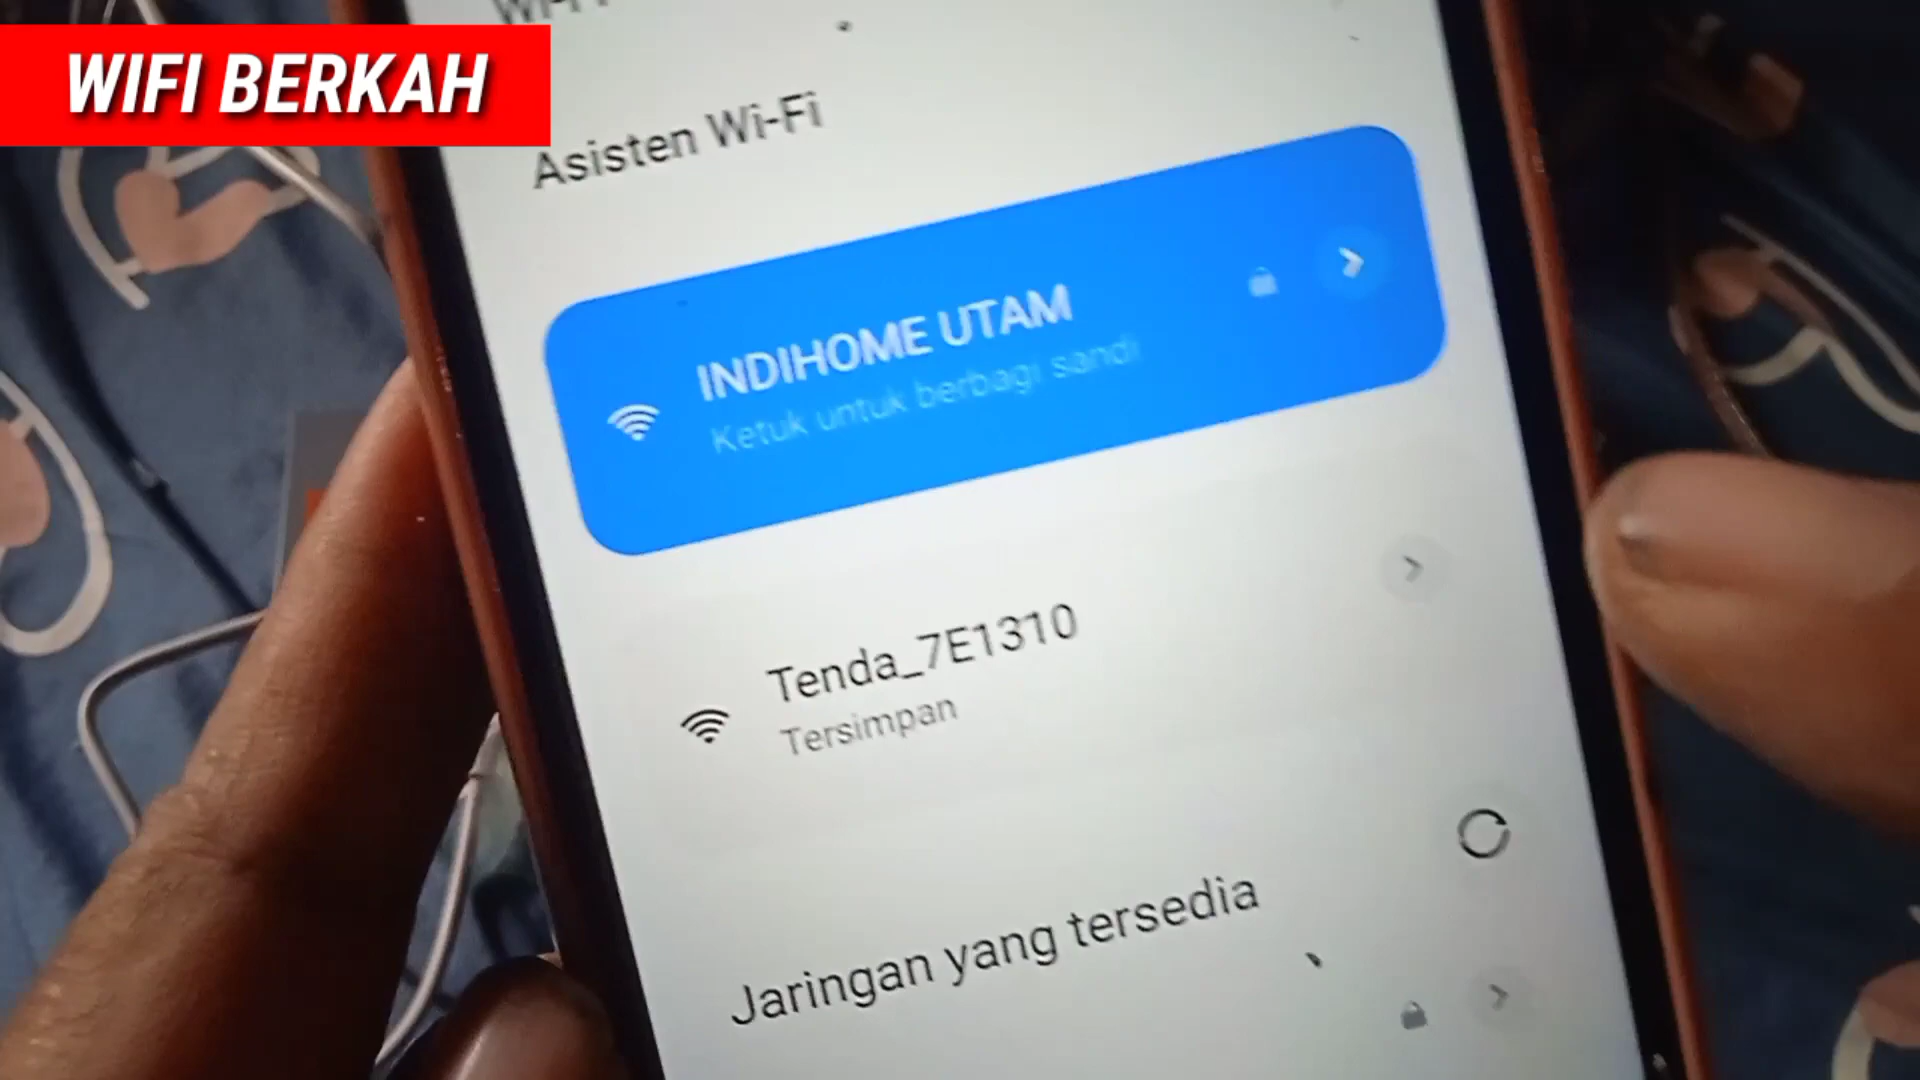 WIFI BERKAH
Asisten Wi-Fi
INDIHOME UTAM
Ketuk untuk berbagi sandi
Tenda_7E1310
Tersimpan
Jaringan yang tersedia